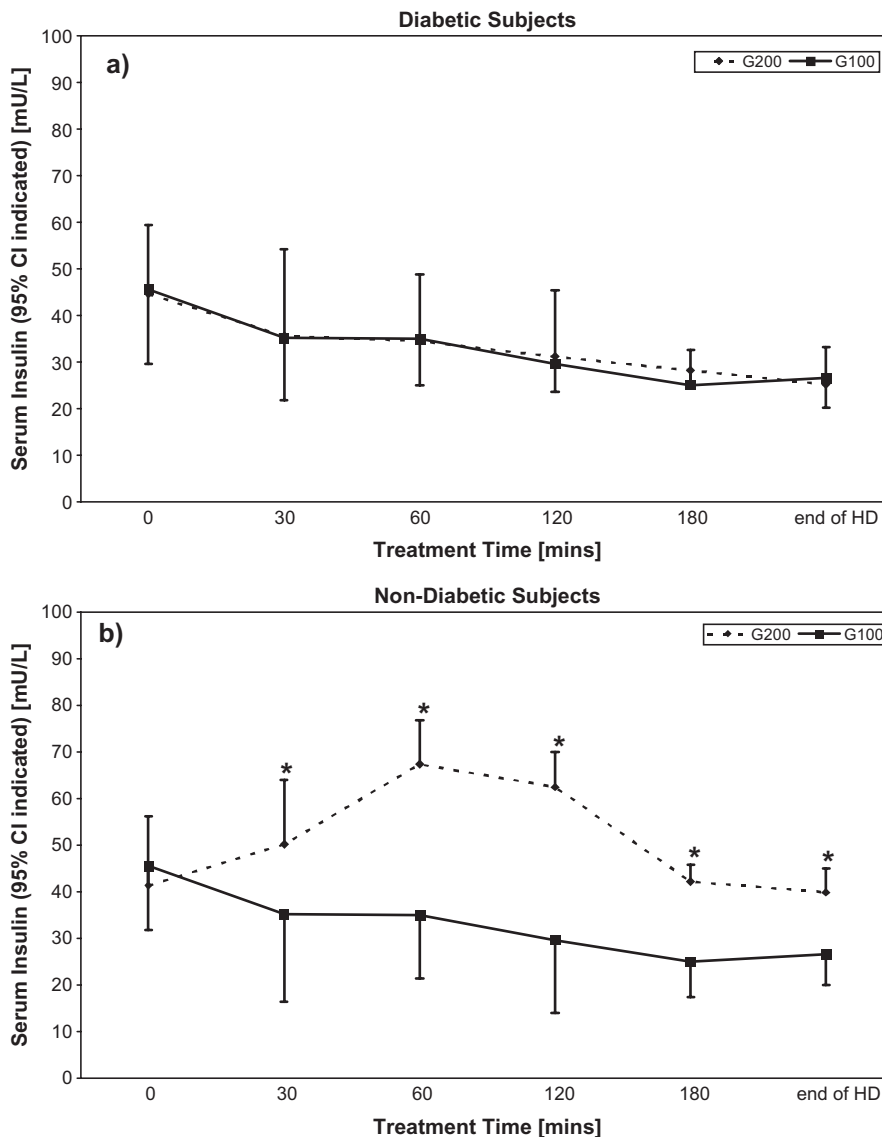 Diabetic Subjects
a)
G200 G100
Serum Insulin (95% CI indicated) [mU/L]
100
90
80
70
60
50
40
30
20
10
0
0 30 60 120 180 end of HD
Treatment Time [mins]
Non-Diabetic Subjects
b)
G200 G100
Serum Insulin (95% CI indicated) [mU/L]
100
90
80
70
60
50
40
30
20
10
0
* * * * * *
0 30 60 120 180 end of HD
Treatment Time [mins]